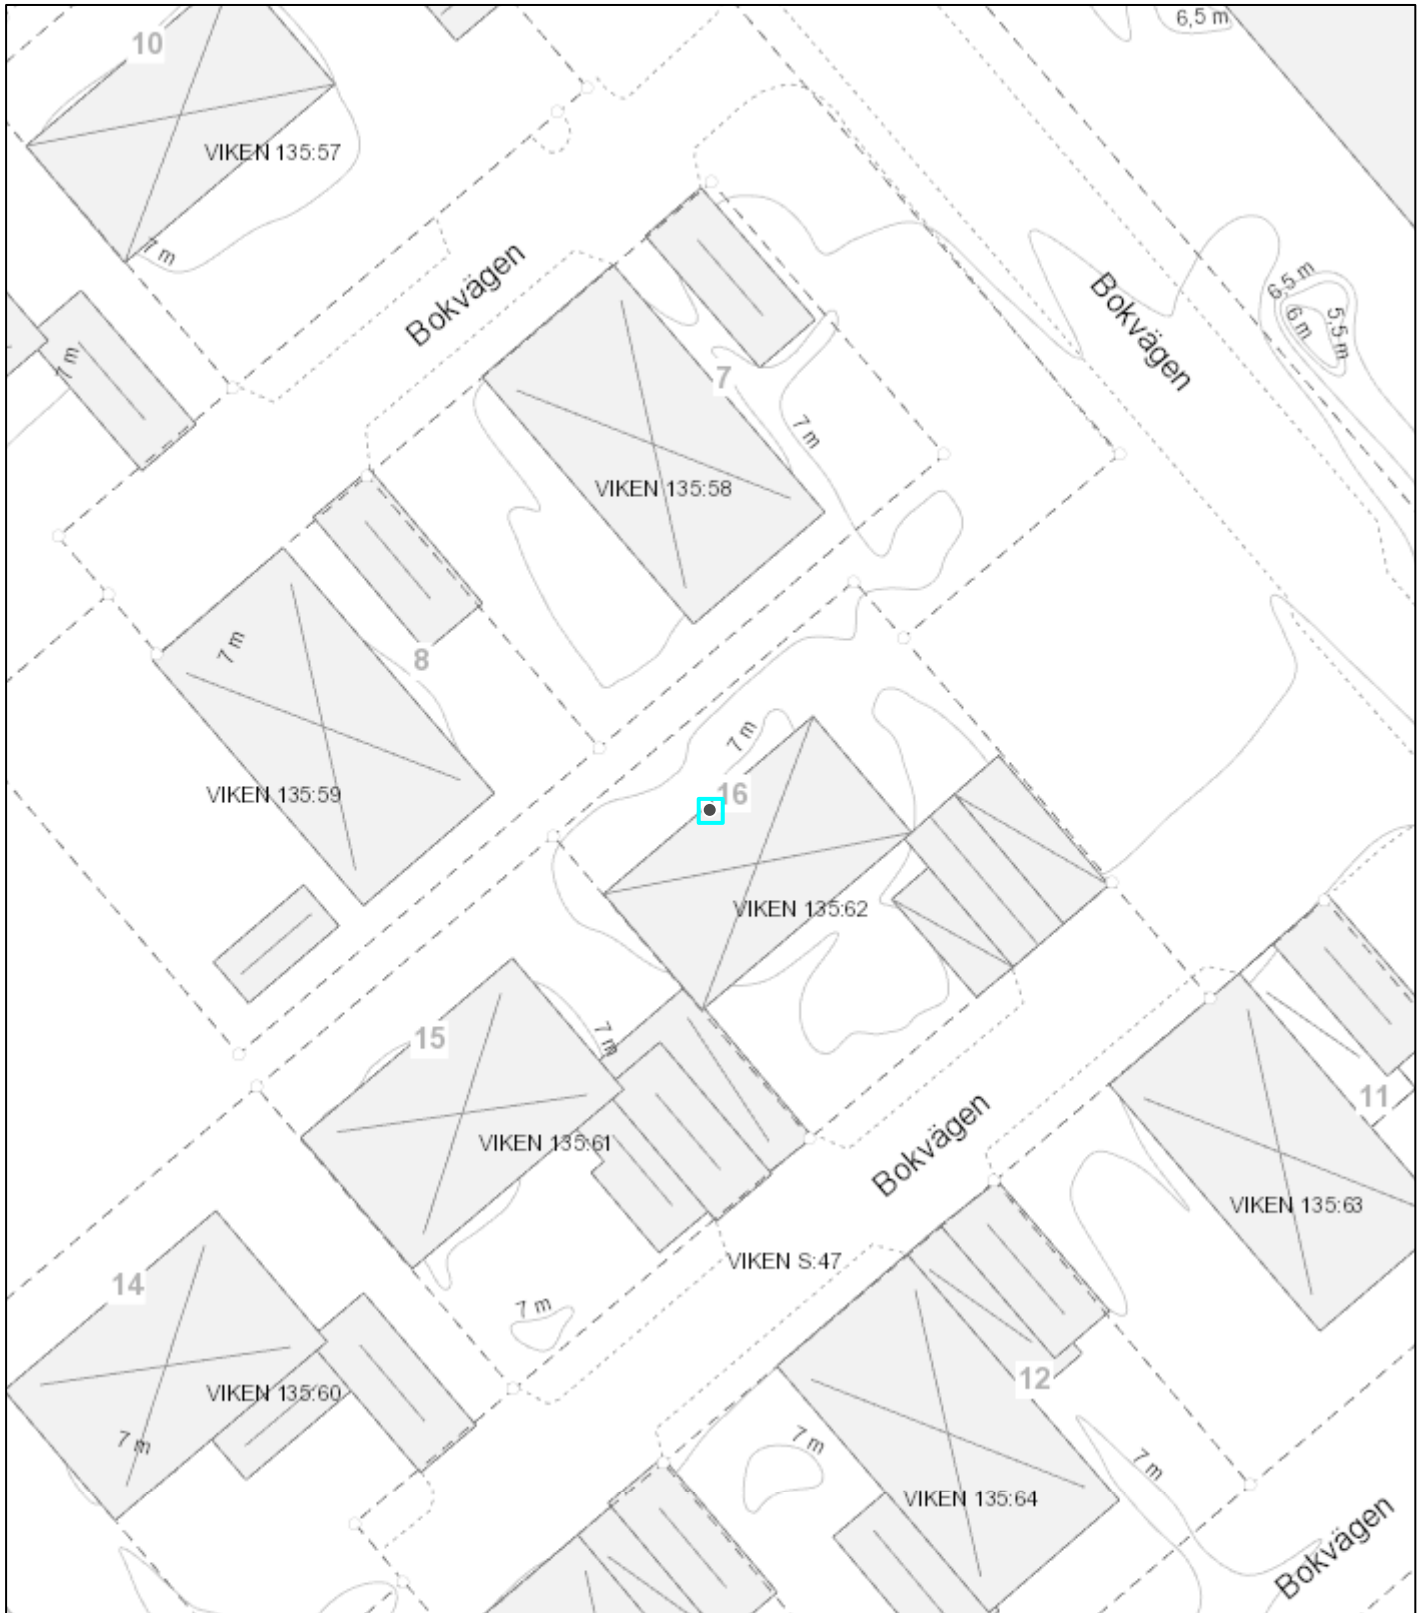 6,5 m
10
VIKEN 135:57
7 m
Bokvägen
Bokvägen
6,5 m
6 m
5,5 m
7 m
7
7 m
VIKEN 135:58
7 m
8
7 m
VIKEN 135:59
16
VIKEN 135:62
15
7 m
VIKEN 135:61
Bokvägen
11
VIKEN 135:63
VIKEN S:47
14
7 m
VIKEN 135:60
12
7 m
7 m
7 m
VIKEN 135:64
Bokvägen